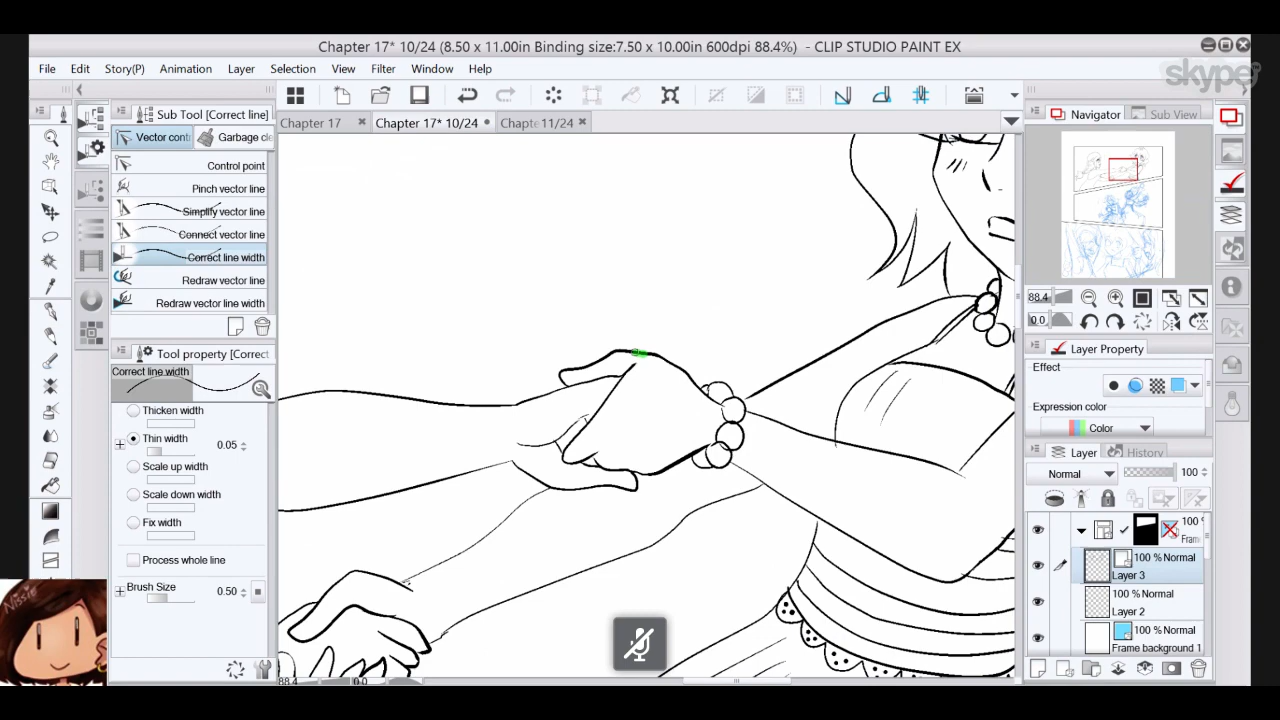 Chapter 17* 10/24 (8.50 x 11.00in Binding size:7.50 x 10.00in 600dpi 88.4%) - CLIP STUDIO PAINT EX
File Edit Story(P) Animation Layer Selection View Filter Window Help
skype
Sub Tool [Correct line]
Chapter 17 Chapter 17* 10/24 Chapte 11/24
Navigator Sub View
Vector cont Garbage cle
Control point
Pinch vector line
Simplify vector line
Connect vector line
Correct line width
Redraw vector line
Redraw vector line width
Tool property [Correct
Correct line width
Thicken width
Thin width 0.05
Scale up width
Scale down width
Fix width
Process whole line
Brush Size 0.50
Nissie
88.4 0.0
88.4
0.0
Layer Property
Effect
Expression color
Color
Layer History
Normal 100
100 %
Frame
100 % Normal
Layer 3
100 % Normal
Layer 2
100 % Normal
Frame background 1